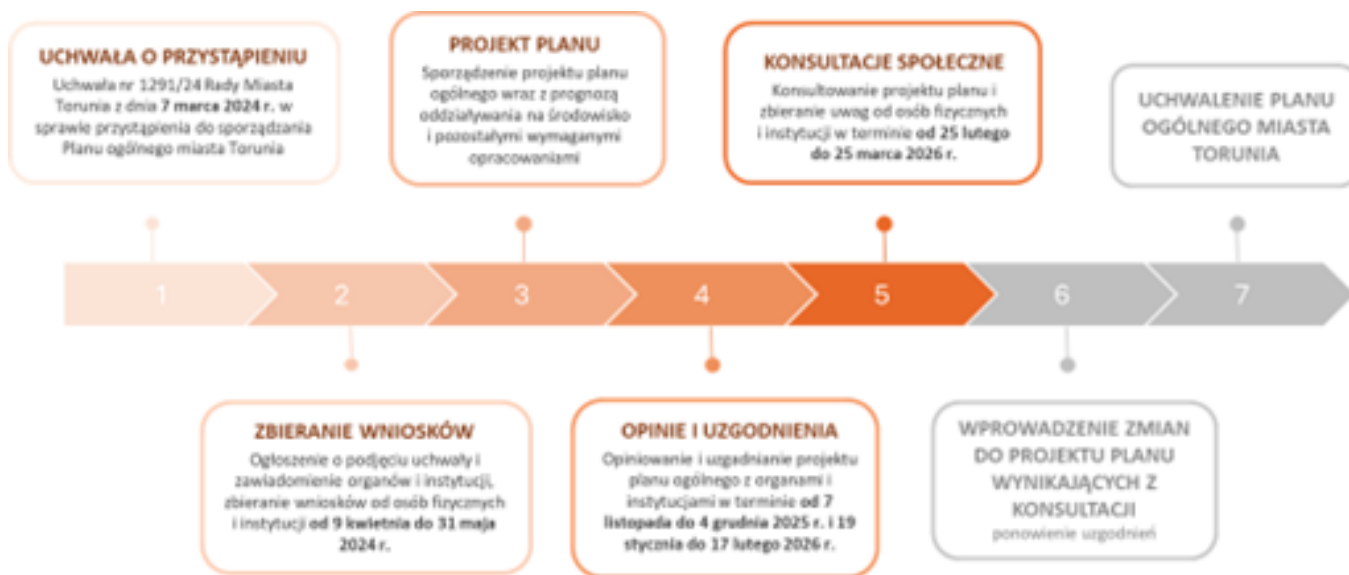 UCHWAŁA O PRZYSTĄPIENIU
Uchwała nr 1291/24 Rady Miasta
Torunia z dnia 7 marca 2024 r. w
sprawie przystąpienia do sporządzania
Planu ogólnego miasta Torunia
PROJEKT PLANU
Sporządzenie projektu planu
ogólnego wraz z prognozą
oddziaływania na środowisko
i pozostałymi wymaganymi
opracowaniami
KONSULTACJE SPOŁECZNE
Konsultowanie projektu planu i
zbieranie uwag od osób fizycznych
i instytucji w terminie od 25 lutego
do 25 marca 2026 r.
UCHWALENIE PLANU
OGÓLNEGO MIASTA
TORUNIA
1
2
3
4
5
6
7
ZBIERANIE WNIOSKÓW
Ogłoszenie o podjęciu uchwały i
zawiadomienie organów i instytucji,
zbieranie wniosków od osób fizycznych
i instytucji od 9 kwietnia do 31 maja
2024 r.
OPINIE I UZGODNIENIA
Opiniowanie i uzgadnianie projektu
planu ogólnego z organami i
instytucjami w terminie od 7
listopada do 4 grudnia 2025 r. i 19
stycznia do 17 lutego 2026 r.
WPROWADZENIE ZMIAN
DO PROJEKTU PLANU
WYNIKAJĄCYCH Z
KONSULTACJI
ponowienie uzgodnień